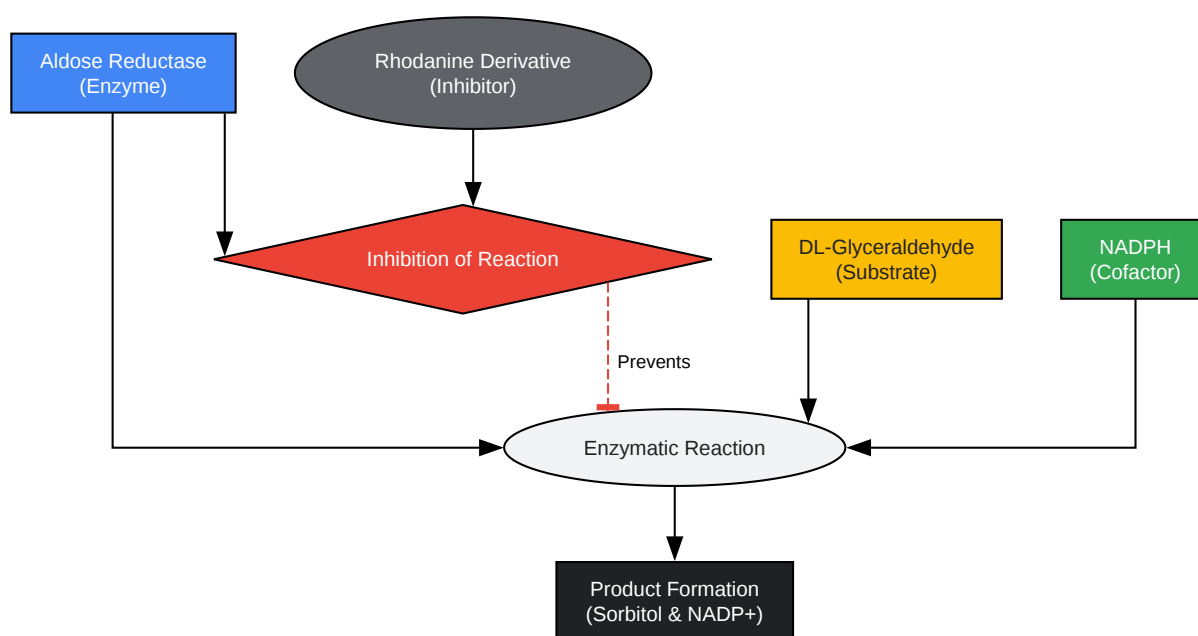 Aldose Reductase
(Enzyme)
Rhodanine Derivative
(Inhibitor)
Inhibition of Reaction
DL-Glyceraldehyde
(Substrate)
NADPH
(Cofactor)
Prevents
Enzymatic Reaction
Product Formation
(Sorbitol & NADP+)